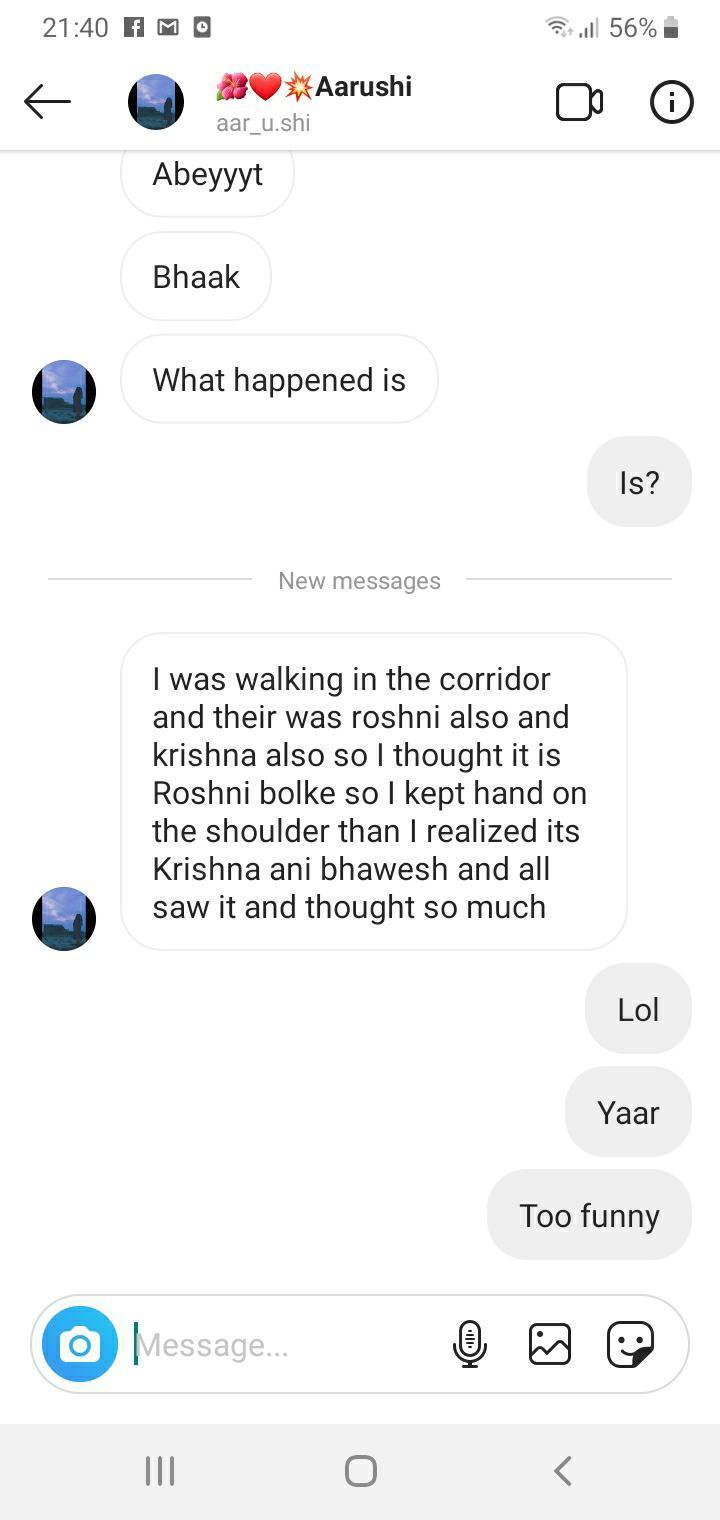 21:40 56%
🌺❤️💥Aarushi
aar_u.shi
Abeyyyt
Bhaak
What happened is
Is?
New messages
I was walking in the corridor
and their was roshni also and
krishna also so I thought it is
Roshni bolke so I kept hand on
the shoulder than I realized its
Krishna ani bhawesh and all
saw it and thought so much
Lol
Yaar
Too funny
Message...